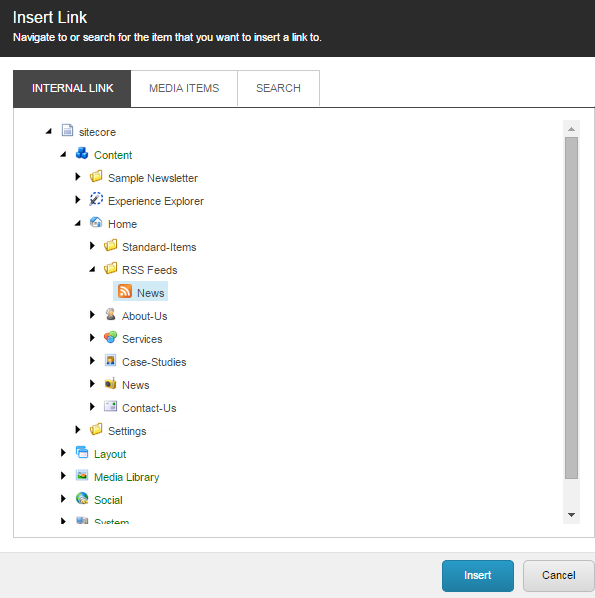 Insert Link
Navigate to or search for the item that you want to insert a link to.
INTERNAL LINK MEDIA ITEMS SEARCH
sitecore
Content
Sample Newsletter
Experience Explorer
Home
Standard-Items
RSS Feeds
News
About-Us
Services
Case-Studies
News
Contact-Us
Settings
Layout
Media Library
Social
System
Insert Cancel